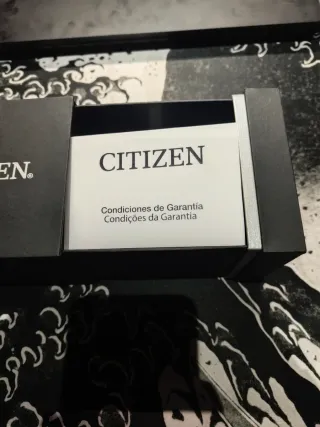 CITIZEN
Condiciones de Garantía
Condições da Garantia
ZEN®